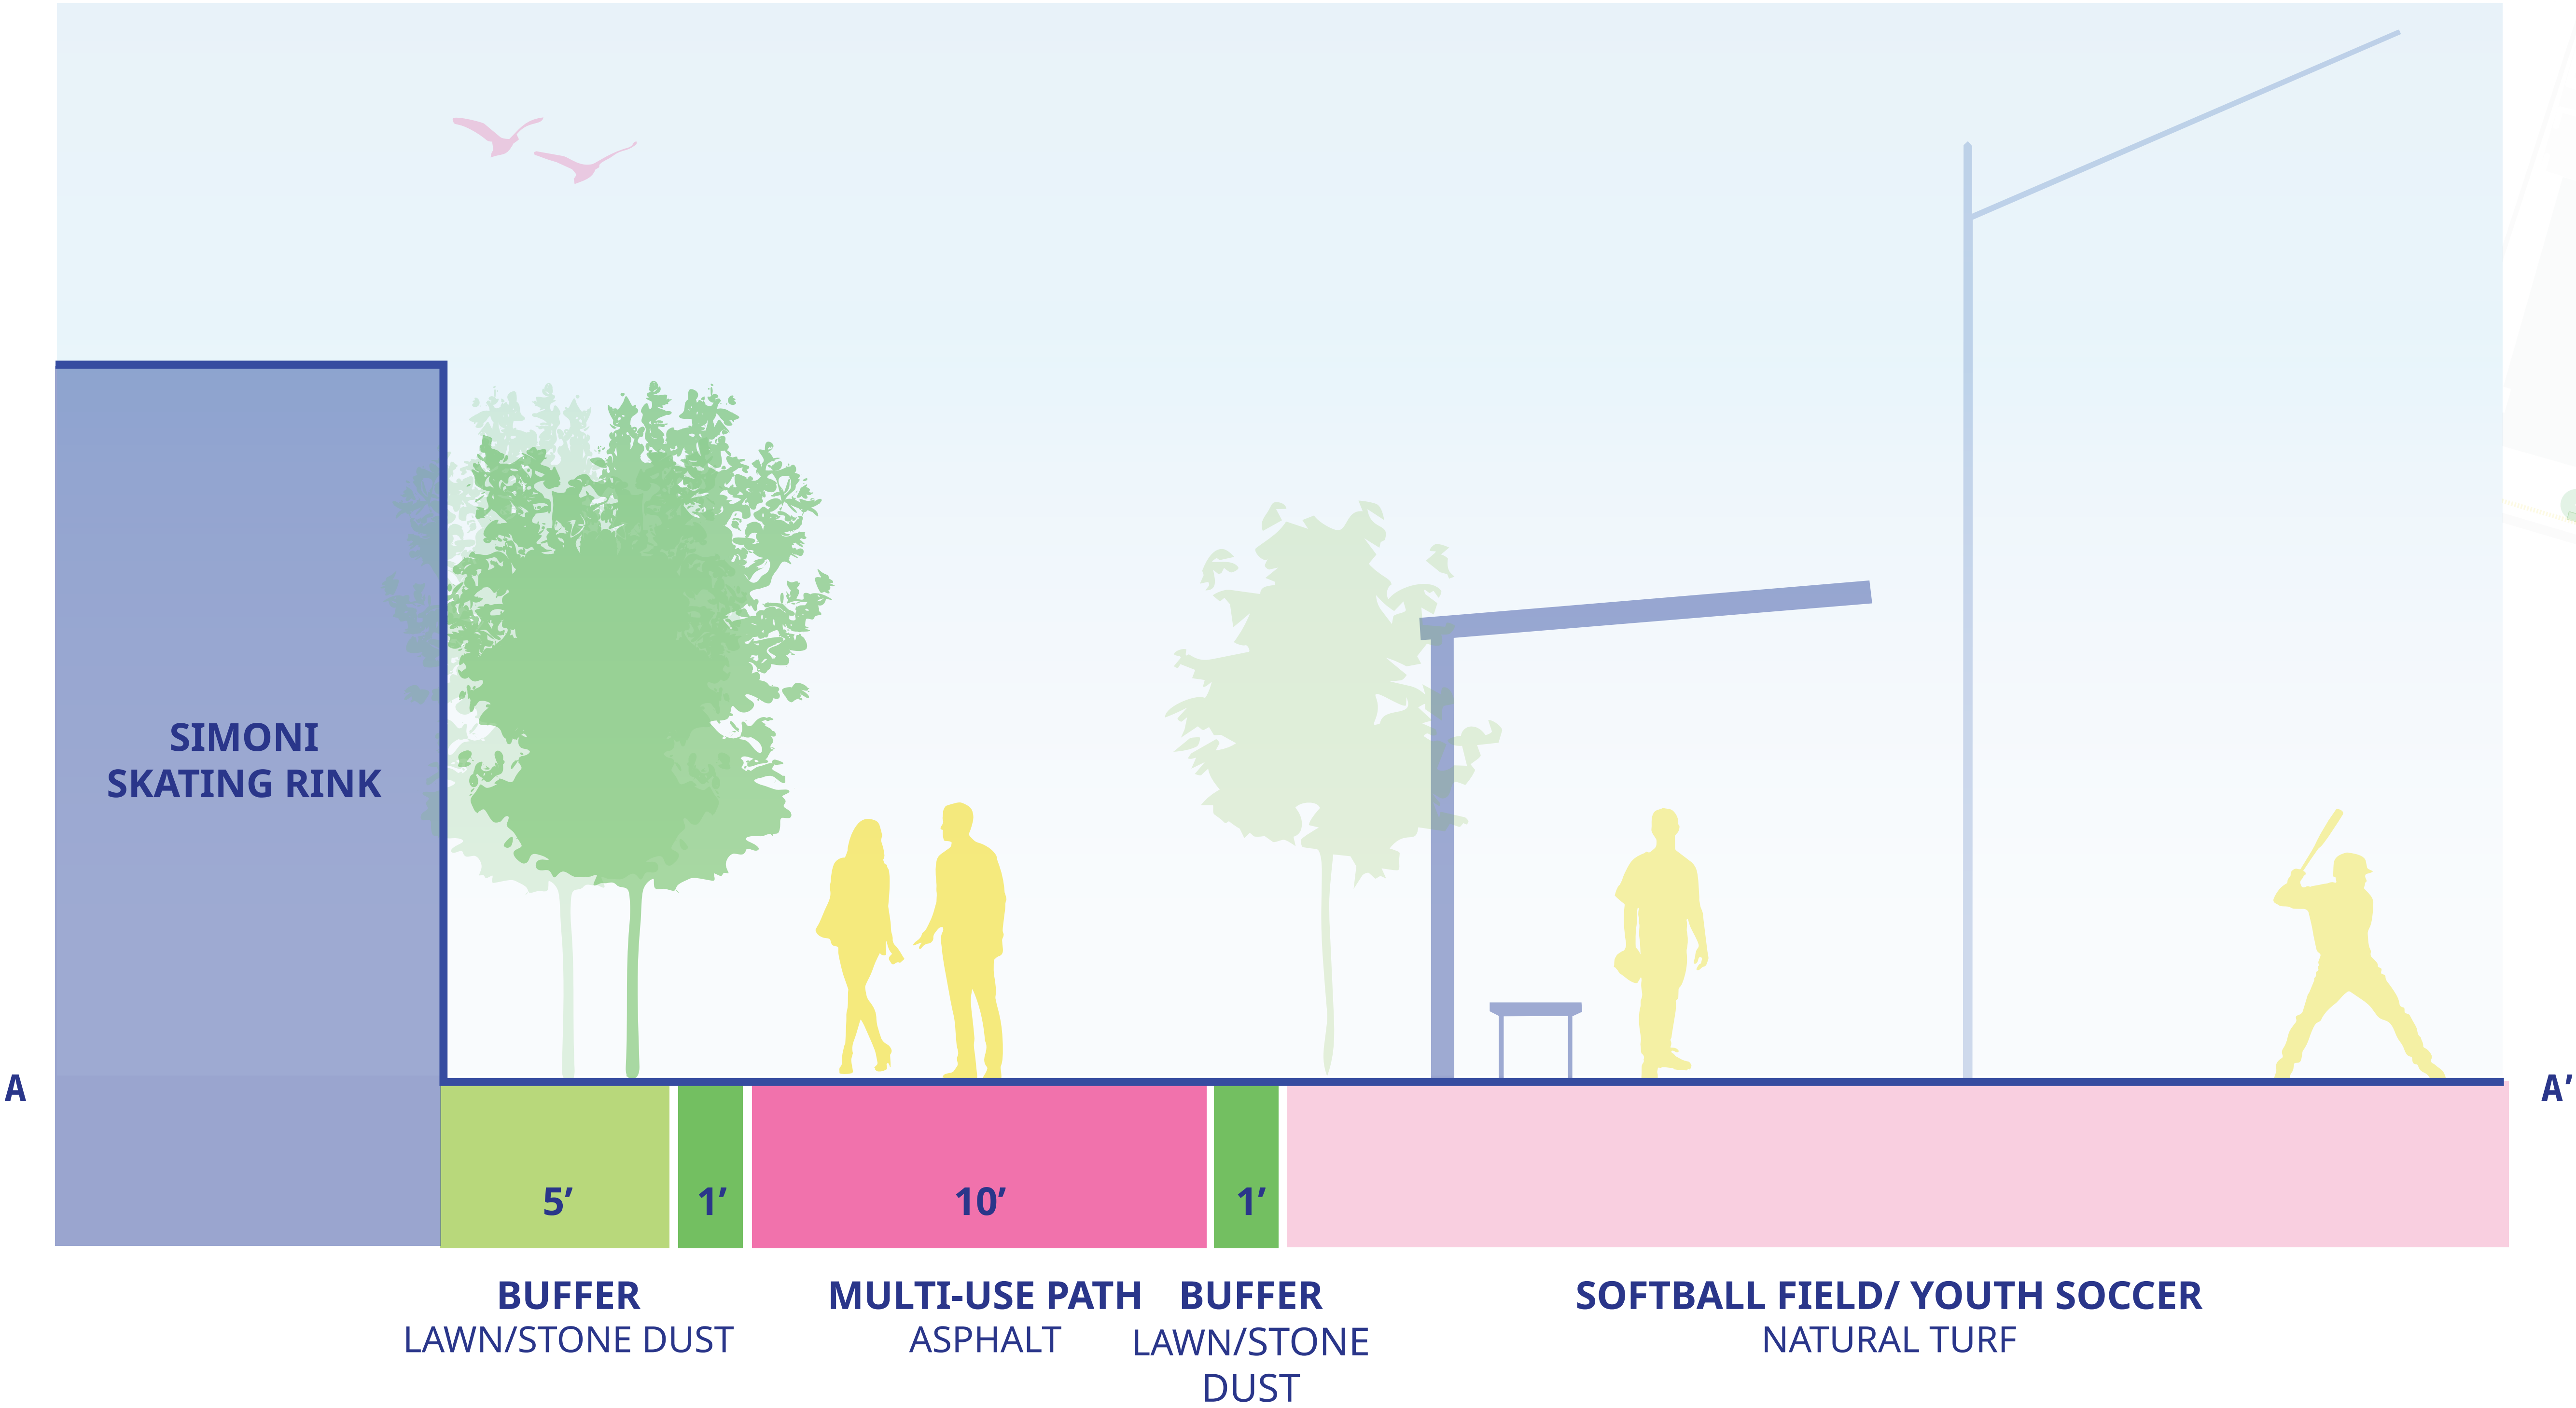 SIMONI
SKATING RINK
A
A’
5’
1’
10’
1’
BUFFER
LAWN/STONE DUST
MULTI-USE PATH
ASPHALT
BUFFER
LAWN/STONE
DUST
SOFTBALL FIELD/ YOUTH SOCCER
NATURAL TURF